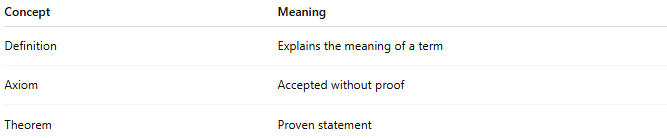 Concept Meaning
Definition Explains the meaning of a term
Axiom Accepted without proof
Theorem Proven statement